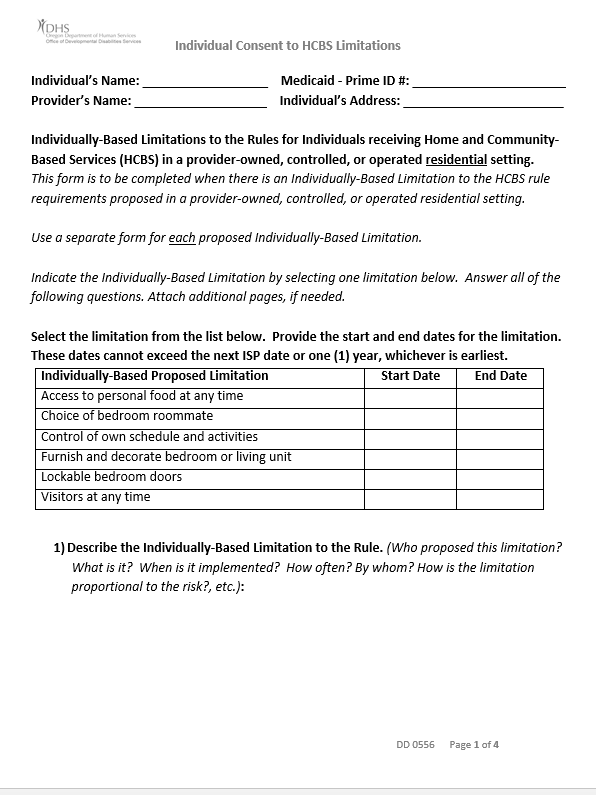 DHS
Oregon Department of Human Services
Office of Developmental Disabilities Services
Individual Consent to HCBS Limitations
Individual's Name: ___________________ Medicaid - Prime ID #: ______________________
Provider's Name: ____________________ Individual's Address: ________________________
Individually-Based Limitations to the Rules for Individuals receiving Home and Community-
Based Services (HCBS) in a provider-owned, controlled, or operated residential setting.
This form is to be completed when there is an Individually-Based Limitation to the HCBS rule
requirements proposed in a provider-owned, controlled, or operated residential setting.
Use a separate form for each proposed Individually-Based Limitation.
Indicate the Individually-Based Limitation by selecting one limitation below. Answer all of the
following questions. Attach additional pages, if needed.
Select the limitation from the list below. Provide the start and end dates for the limitation.
These dates cannot exceed the next ISP date or one (1) year, whichever is earliest.
Individually-Based Proposed Limitation Start Date End Date
Access to personal food at any time
Choice of bedroom roommate
Control of own schedule and activities
Furnish and decorate bedroom or living unit
Lockable bedroom doors
Visitors at any time
1) Describe the Individually-Based Limitation to the Rule. (Who proposed this limitation?
What is it? When is it implemented? How often? By whom? How is the limitation
proportional to the risk?, etc.):
DD 0556 Page 1 of 4